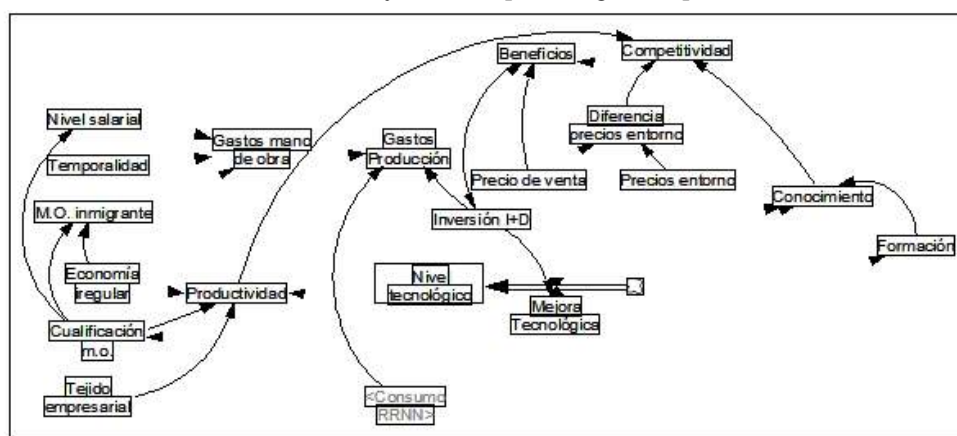 Beneficios
Competitividad
Nivel salarial
Gastos mano
de obra
Gastos
Producción
Diferencia
precios entorno
Temporalidad
Precio de venta
Precios entorno
M.O. inmigrante
Inversión I+D
Conocimiento
Formación
Economía
irregular
Productividad
Nivel
tecnológico
Mejora
Tecnológica
Cualificación
m.o.
Tejido
empresarial
<Consumo
RRNN>